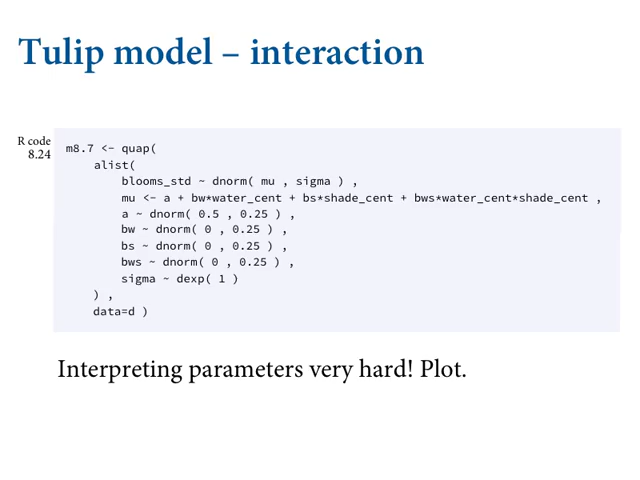 Tulip model – interaction
R code
8.24
m8.7 <- quap(
alist(
blooms_std ~ dnorm( mu , sigma ) ,
mu <- a + bw*water_cent + bs*shade_cent + bws*water_cent*shade_cent ,
a ~ dnorm( 0.5 , 0.25 ) ,
bw ~ dnorm( 0 , 0.25 ) ,
bs ~ dnorm( 0 , 0.25 ) ,
bws ~ dnorm( 0 , 0.25 ) ,
sigma ~ dexp( 1 )
) ,
data=d )
Interpreting parameters very hard! Plot.